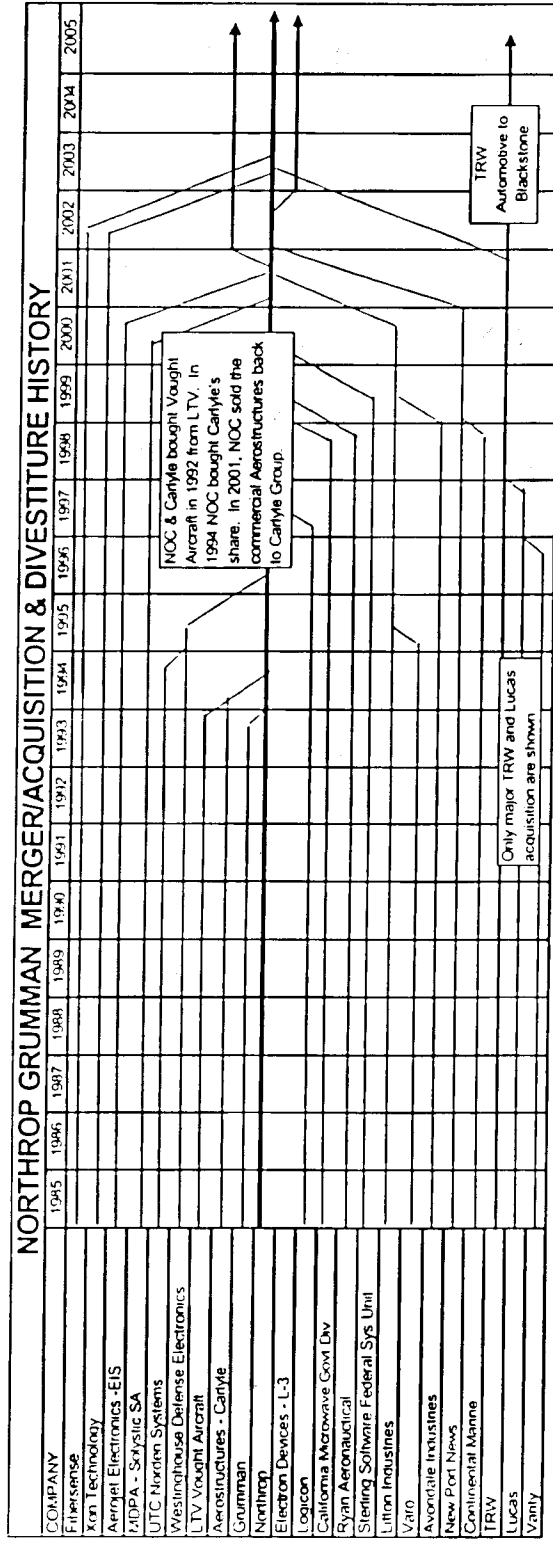 NORTHROP GRUMMAN MERGER/ACQUISITION & DIVESTITURE HISTORY
COMPANY 1985 1986 1987 1988 1989 1990 1991 1992 1993 1994 1995 1996 1997 1998 1999 2000 2001 2002 2003 2004 2005
Fibersense
Xon Technology
Aerojet Electronics -EIS
MDPA - Solystic SA
UTC Norden Systems
Westinghouse Defense Electronics
LTV Vought Aircraft
Aerostructures - Carlyle
Grumman
Northrop
Electron Devices - L-3
Logicon
California Microwave Govt Div
Ryan Aeronautical
Sterling Software Federal Sys Unit
Litton Industries
Varo
Avondale Industries
New Port News
Continental Marine
TRW
Lucas
Varity
NOC & Carlyle bought Vought
Aircraft in 1992 from LTV. In
1994 NOC bought Carlyle's
share. In 2001, NOC sold the
commercial Aerostructures back
to Carlyle Group.
Only major TRW and Lucas
acquisition are shown
TRW
Automotive to
Blackstone